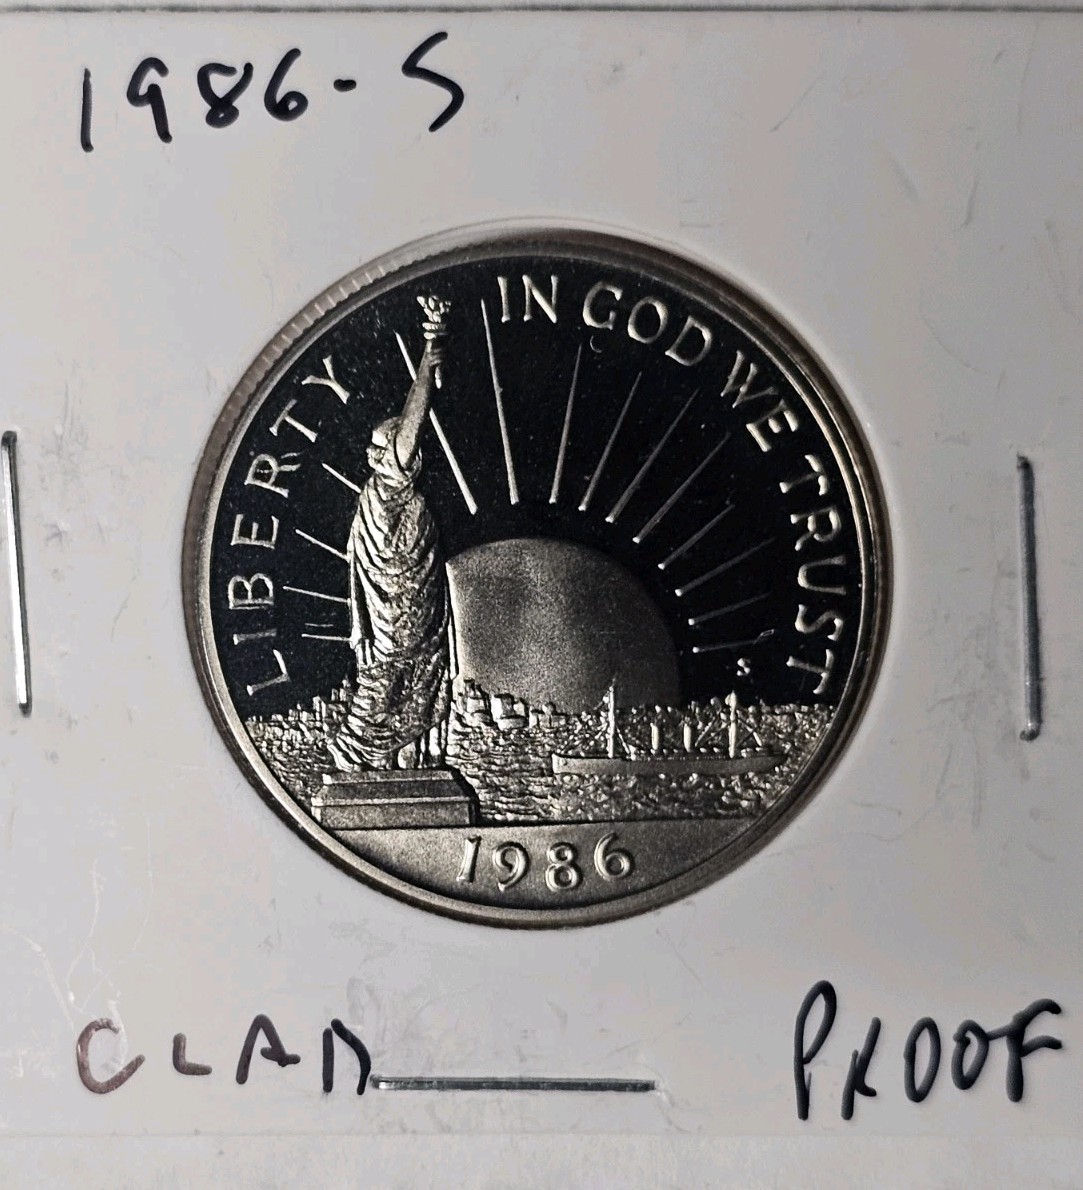 1986-S
LIBERTY
IN GOD WE TRUST
S
1986
CLAD
PROOF